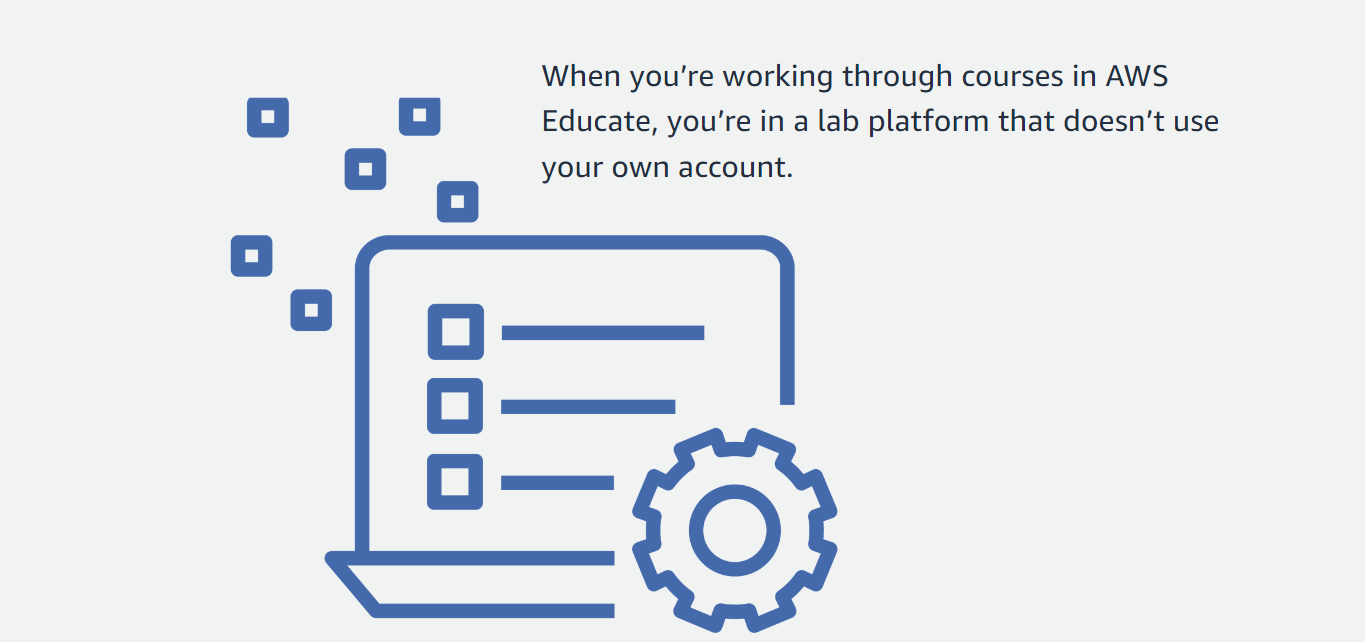 When you’re working through courses in AWS
Educate, you’re in a lab platform that doesn’t use
your own account.